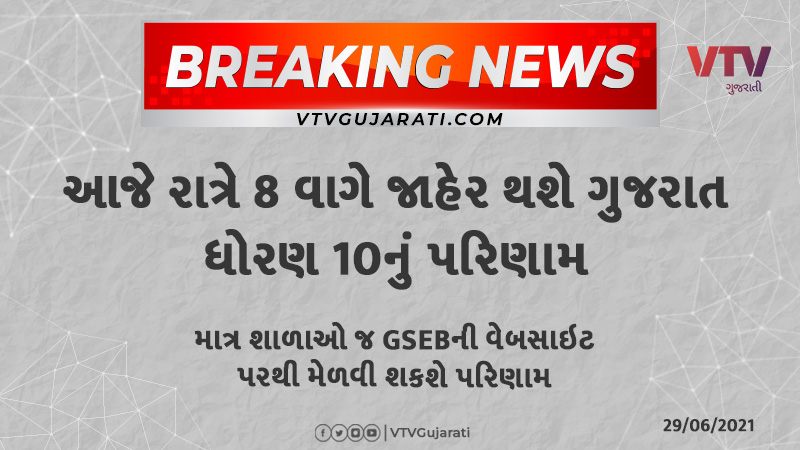 BREAKING NEWS
VTV
ગુજરાતી
VTVGUJARATI.COM
આજે રાત્રે 8 વાગે જાહેર થશે ગુજરાત
ધોરણ 10નું પરિણામ
માત્ર શાળાઓ જ GSEBની વેબસાઇટ
પરથી મેળવી શકશે પરિણામ
| VTVGujarati
29/06/2021